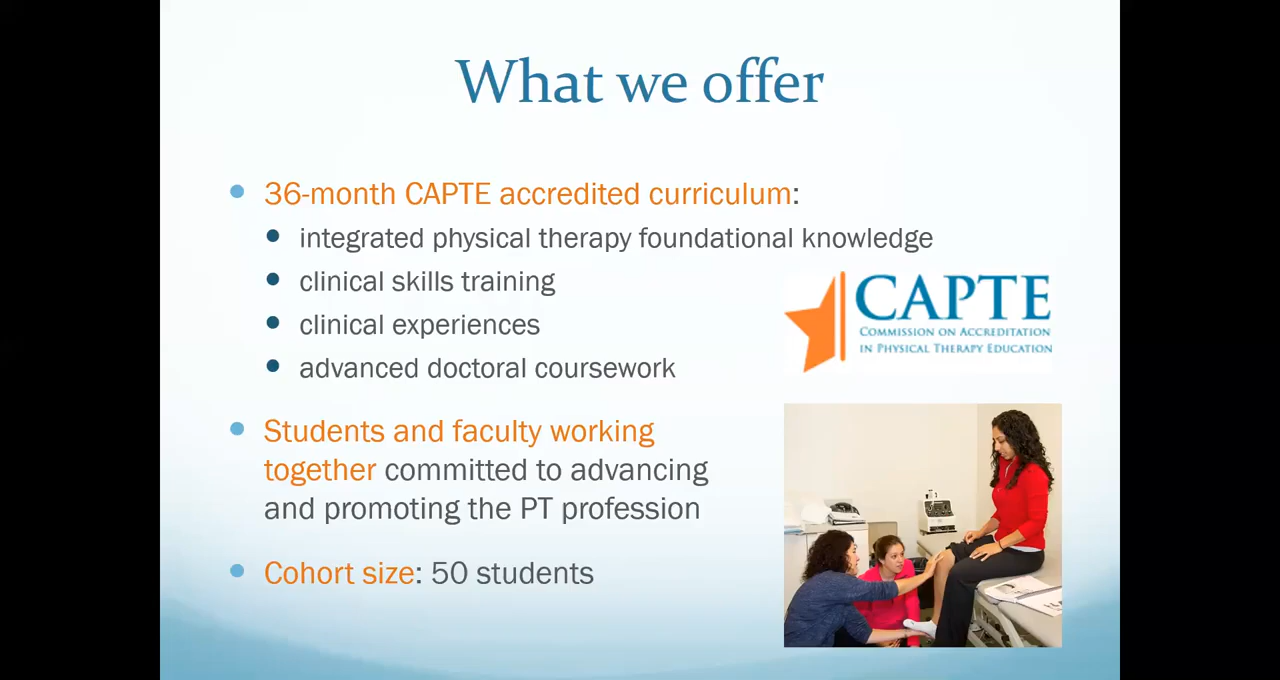 What we offer
36-month CAPTE accredited curriculum:
integrated physical therapy foundational knowledge
clinical skills training
clinical experiences
advanced doctoral coursework
CAPTE
COMMISSION ON ACCREDITATION
IN PHYSICAL THERAPY EDUCATION
Students and faculty working
together committed to advancing
and promoting the PT profession
Cohort size: 50 students